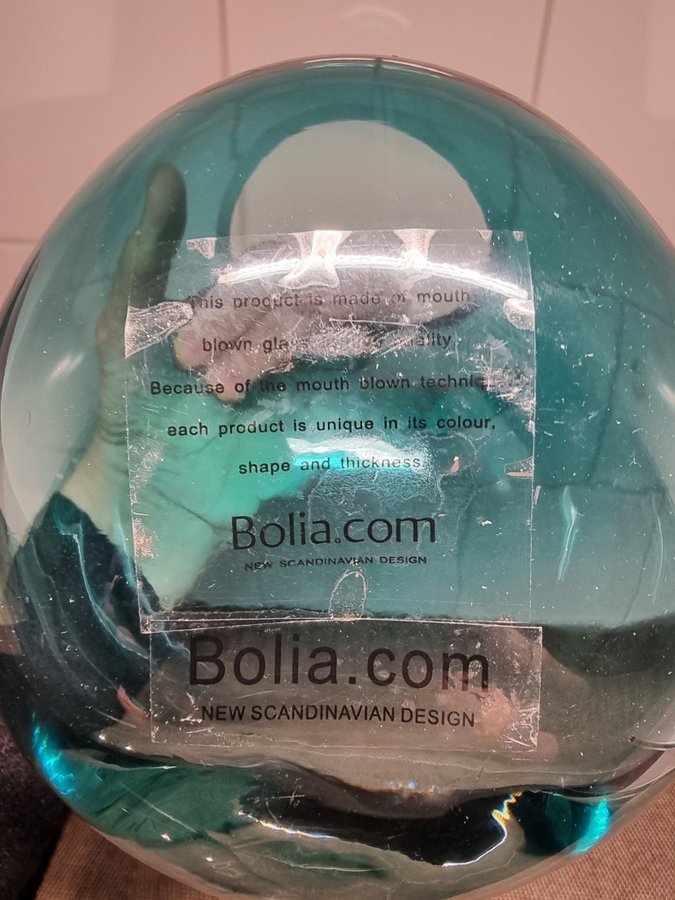 This product is made of mouth
blown
Because of the mouth blown
each product is unique in its colour,
shape and thickness.
Bolia.com
NEW SCANDINAVIAN DESIGN
Bolia.com
NEW SCANDINAVIAN DESIGN